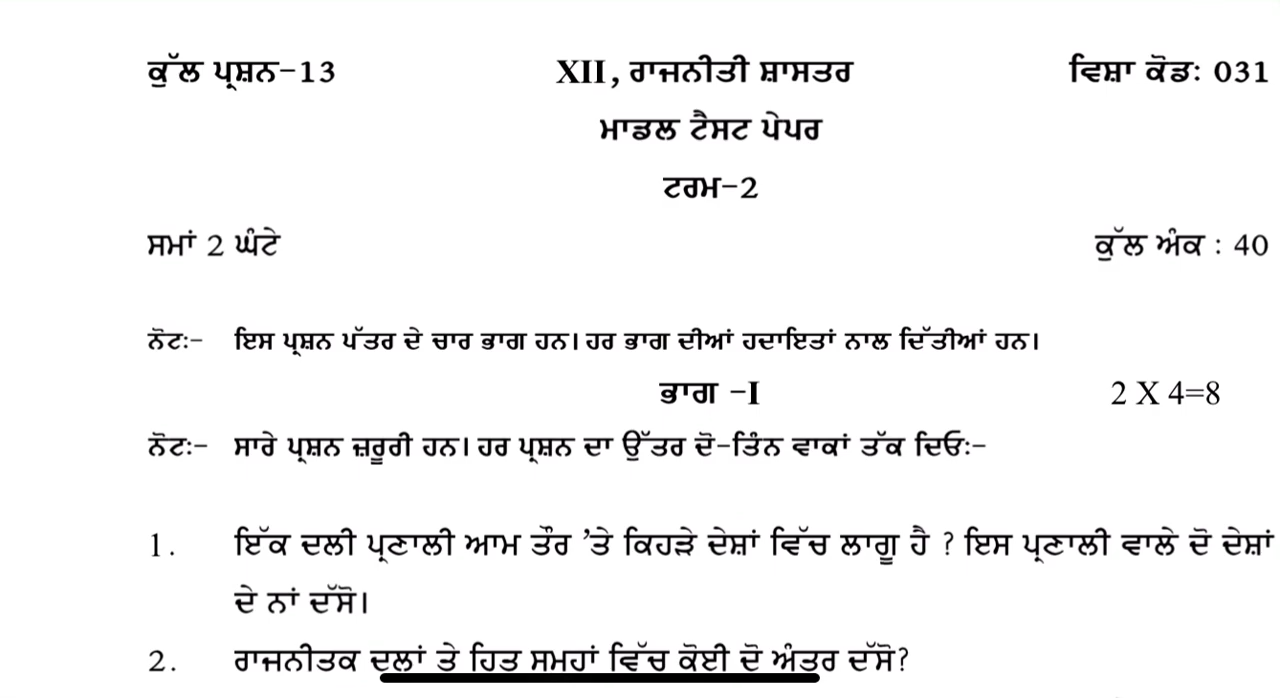 ਕੁੱਲ ਪ੍ਰਸ਼ਨ-13 XII, ਰਾਜਨੀਤੀ ਸ਼ਾਸਤਰ ਵਿਸ਼ਾ ਕੋਡ: 031
ਮਾਡਲ ਟੈਸਟ ਪੇਪਰ
ਟਰਮ-2
ਸਮਾਂ 2 ਘੰਟੇ ਕੁੱਲ ਅੰਕ : 40
ਨੋਟ:- ਇਸ ਪ੍ਰਸ਼ਨ ਪੱਤਰ ਦੇ ਚਾਰ ਭਾਗ ਹਨ। ਹਰ ਭਾਗ ਦੀਆਂ ਹਦਾਇਤਾਂ ਨਾਲ ਦਿੱਤੀਆਂ ਹਨ।
ਭਾਗ -I 2 X 4=8
ਨੋਟ:- ਸਾਰੇ ਪ੍ਰਸ਼ਨ ਜ਼ਰੂਰੀ ਹਨ। ਹਰ ਪ੍ਰਸ਼ਨ ਦਾ ਉੱਤਰ ਦੋ-ਤਿੰਨ ਵਾਕਾਂ ਤੱਕ ਦਿਓ:-
1. ਇੱਕ ਦਲੀ ਪ੍ਰਣਾਲੀ ਆਮ ਤੌਰ 'ਤੇ ਕਿਹੜੇ ਦੇਸ਼ਾਂ ਵਿੱਚ ਲਾਗੂ ਹੈ ? ਇਸ ਪ੍ਰਣਾਲੀ ਵਾਲੇ ਦੋ ਦੇਸ਼ਾਂ
ਦੇ ਨਾਂ ਦੱਸੋ।
2. ਰਾਜਨੀਤਕ ਦਲਾਂ ਤੇ ਹਿਤ ਸਮਹਾਂ ਵਿੱਚ ਕੋਈ ਦੋ ਅੰਤਰ ਦੱਸੋ?